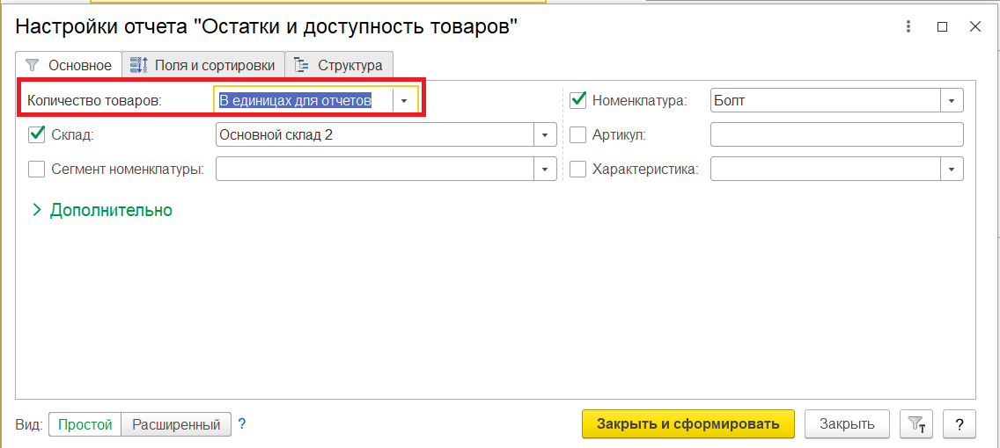 Настройки отчета "Остатки и доступность товаров"
Основное Поля и сортировки Структура
Количество товаров: В единицах для отчетов Номенклатура: Болт
Склад: Основной склад 2 Артикул:
Сегмент номенклатуры: Характеристика:
Дополнительно
Вид: Простой Расширенный ? Закрыть и сформировать Закрыть ?